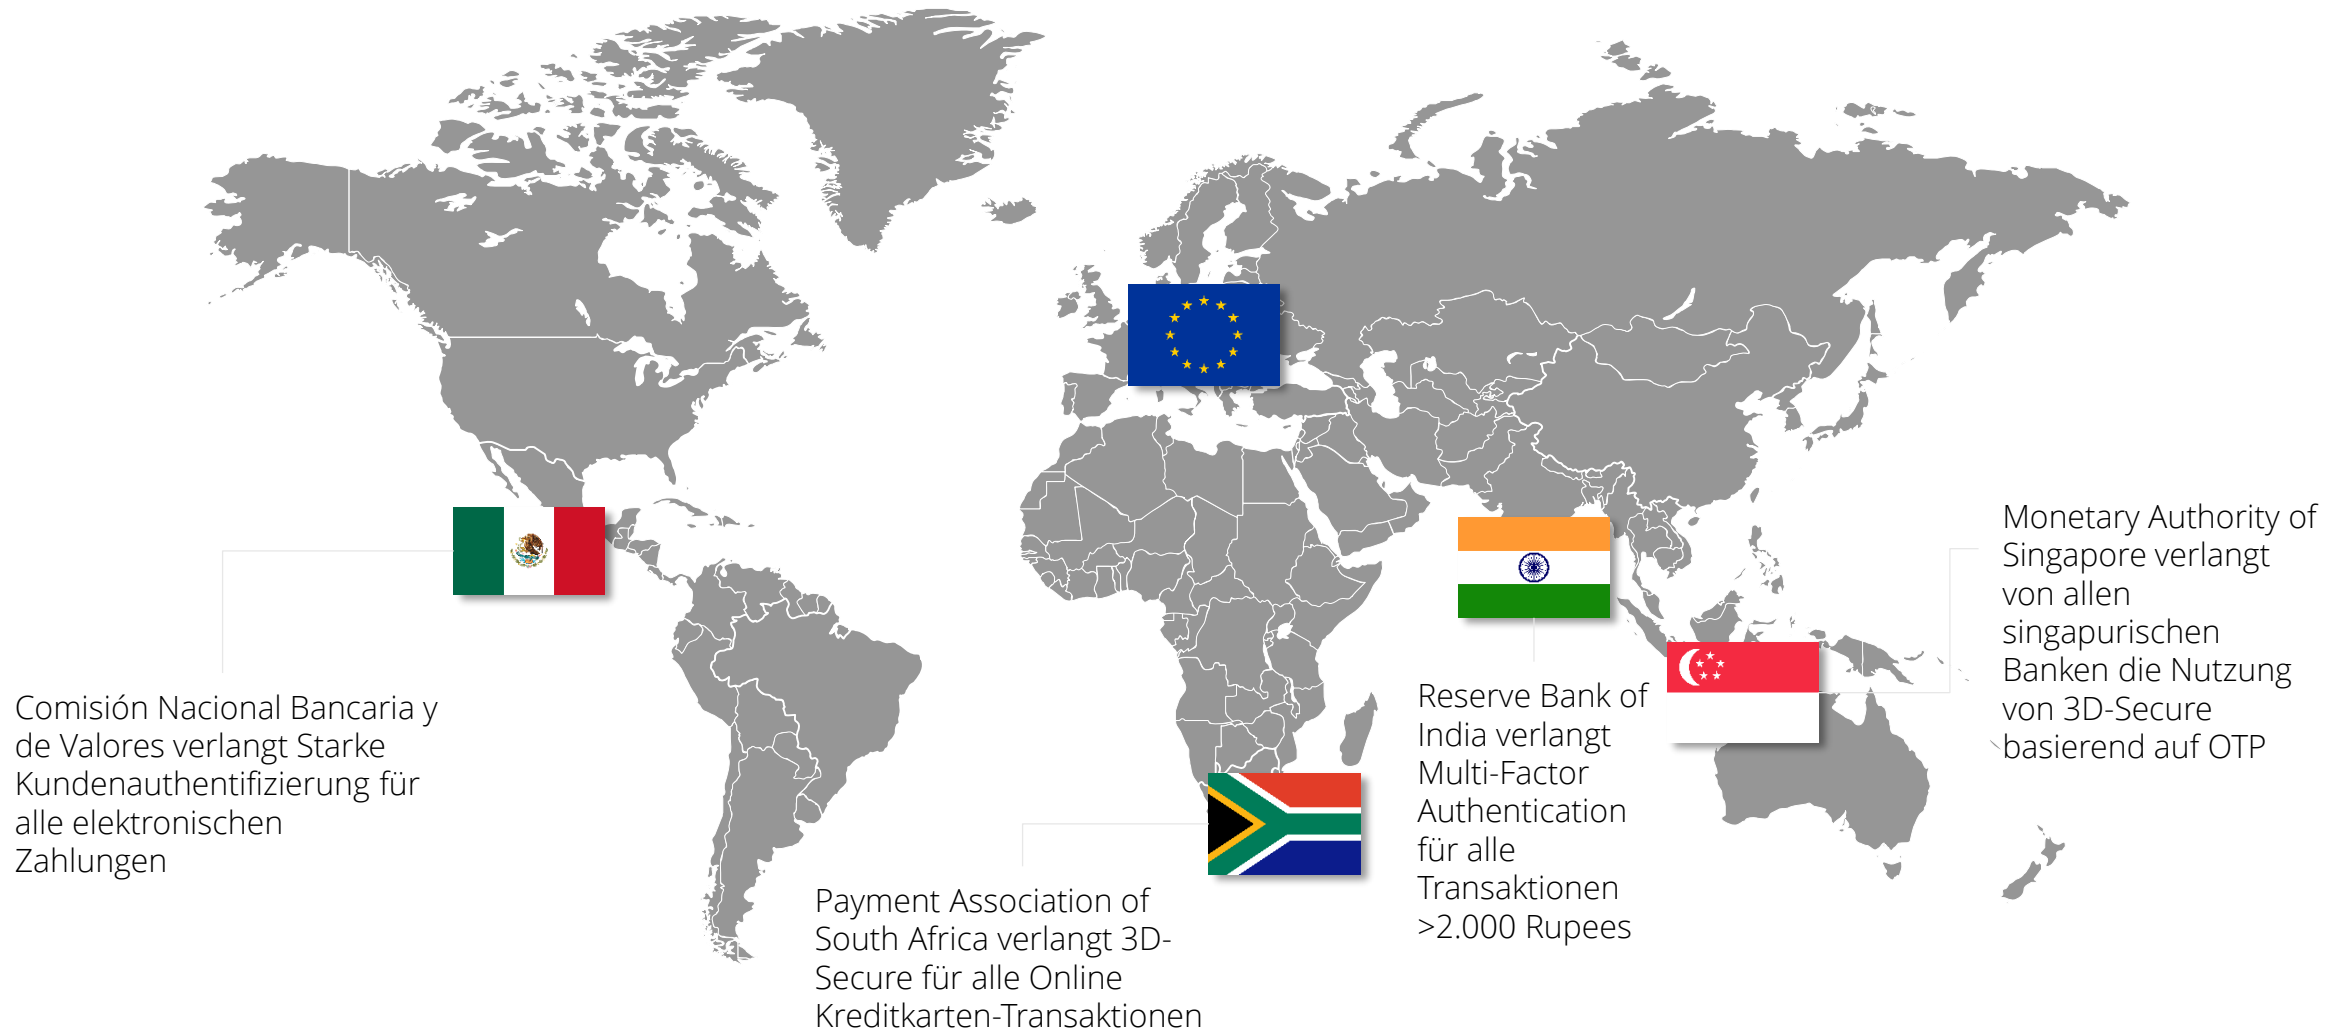 Comisión Nacional Bancaria y
de Valores verlangt Starke
Kundenauthentifizierung für
alle elektronischen
Zahlungen
Payment Association of
South Africa verlangt 3D-
Secure für alle Online
Kreditkarten-Transaktionen
Reserve Bank of
India verlangt
Multi-Factor
Authentication
für alle
Transaktionen
>2.000 Rupees
Monetary Authority of
Singapore verlangt
von allen
singapurischen
Banken die Nutzung
von 3D-Secure
basierend auf OTP